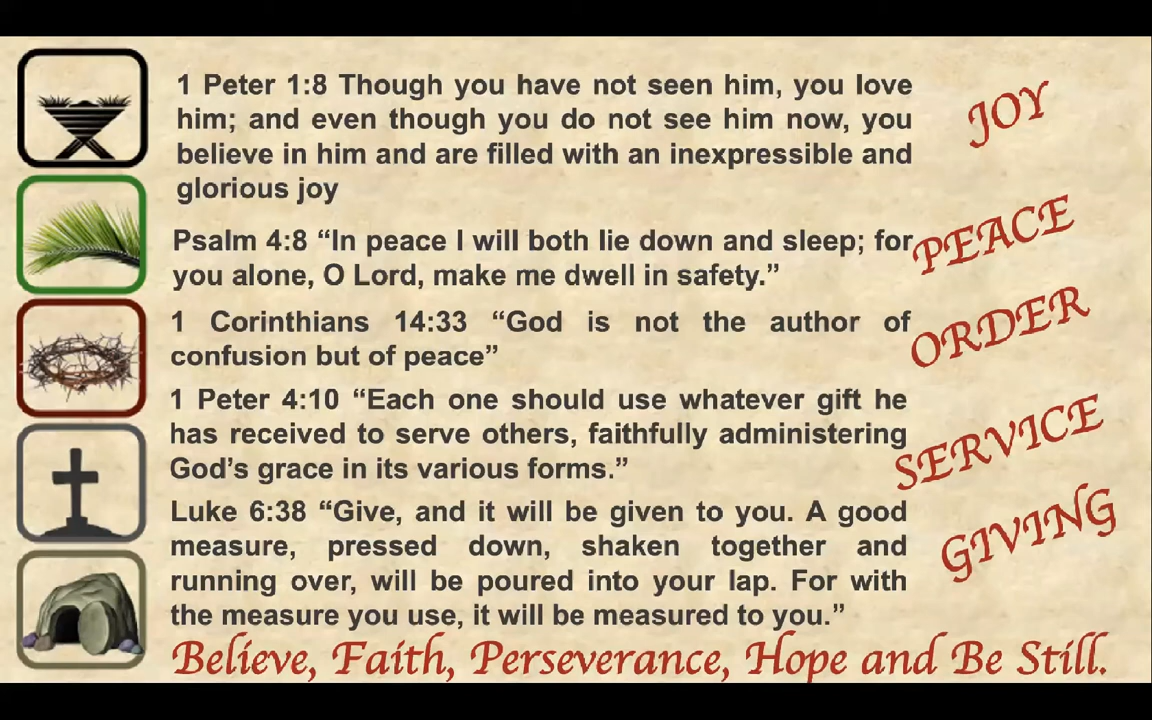 1 Peter 1:8 Though you have not seen him, you love
him; and even though you do not see him now, you
believe in him and are filled with an inexpressible and
glorious joy
JOY
Psalm 4:8 “In peace I will both lie down and sleep; for
you alone, O Lord, make me dwell in safety.”
PEACE
1 Corinthians 14:33 “God is not the author of
confusion but of peace”
ORDER
1 Peter 4:10 “Each one should use whatever gift he
has received to serve others, faithfully administering
God’s grace in its various forms.”
SERVICE
Luke 6:38 “Give, and it will be given to you. A good
measure, pressed down, shaken together and
running over, will be poured into your lap. For with
the measure you use, it will be measured to you.”
GIVING
Believe, Faith, Perseverance, Hope and Be Still.